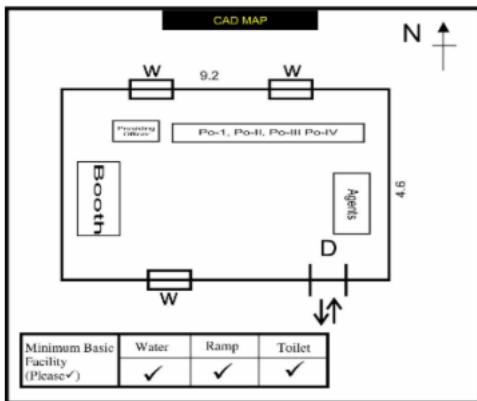 CAD MAP
N
W
9.2
W
Presiding
Officer
Po-1, Po-II, Po-III Po-IV
Booth
Agents
4.6
D
W
Minimum Basic Facility (Please✓)
Water
Ramp
Toilet
✓
✓
✓